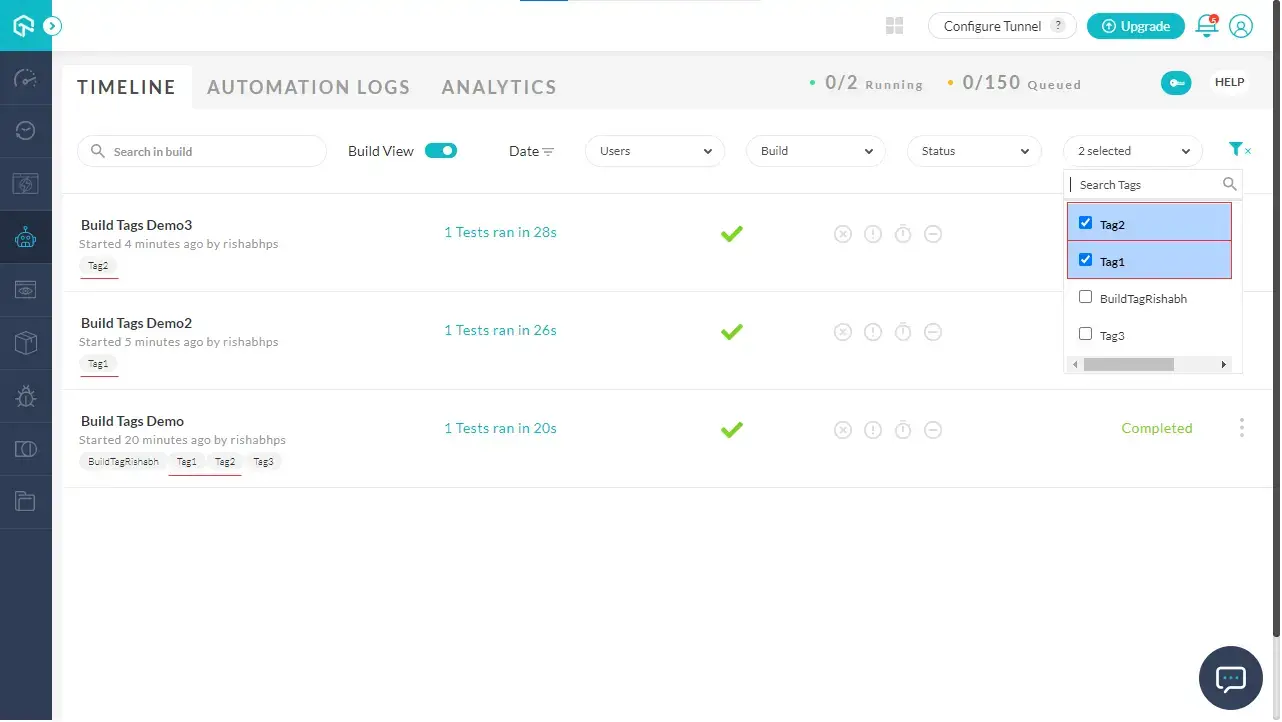 Configure Tunnel ?
Upgrade
5
TIMELINE AUTOMATION LOGS ANALYTICS
0/2 Running
0/150 Queued
HELP
Search in build
Build View
Date
Users
Build
Status
2 selected
Search Tags
Tag2
Tag1
BuildTagRishabh
Tag3
Build Tags Demo3
Started 4 minutes ago by rishabhps
Tag2
1 Tests ran in 28s
Build Tags Demo2
Started 5 minutes ago by rishabhps
Tag1
1 Tests ran in 26s
Build Tags Demo
Started 20 minutes ago by rishabhps
BuildTagRishabh Tag1 Tag2 Tag3
1 Tests ran in 20s
Completed